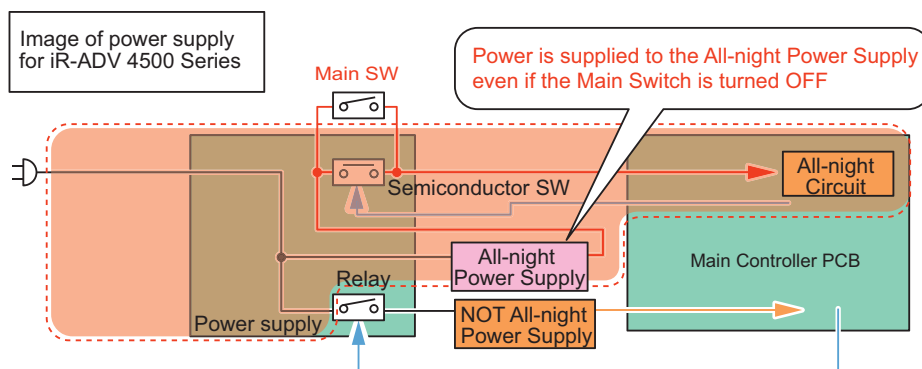 Image of power supply
for iR-ADV 4500 Series
Power is supplied to the All-night Power Supply
even if the Main Switch is turned OFF
Main SW
Semiconductor SW
All-night
Circuit
All-night
Power Supply
Main Controller PCB
Relay
Power supply
NOT All-night
Power Supply